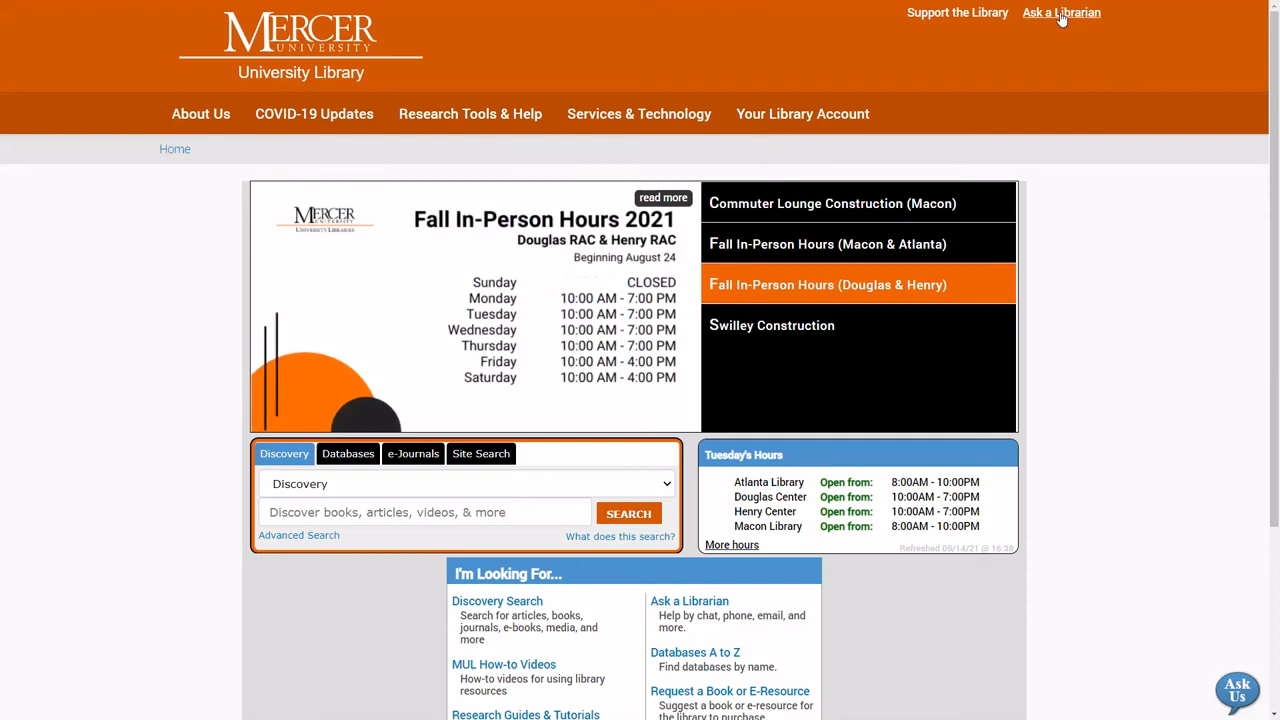 Support the Library Ask a Librarian
MERCER
UNIVERSITY
University Library
About Us COVID-19 Updates Research Tools & Help Services & Technology Your Library Account
Home
read more
MERCER
UNIVERSITY
UNIVERSITY LIBRARIES
Fall In-Person Hours 2021
Douglas RAC & Henry RAC
Beginning August 24
Sunday CLOSED
Monday 10:00 AM - 7:00 PM
Tuesday 10:00 AM - 7:00 PM
Wednesday 10:00 AM - 7:00 PM
Thursday 10:00 AM - 7:00 PM
Friday 10:00 AM - 4:00 PM
Saturday 10:00 AM - 4:00 PM
Commuter Lounge Construction (Macon)
Fall In-Person Hours (Macon & Atlanta)
Fall In-Person Hours (Douglas & Henry)
Swilley Construction
Discovery Databases e-Journals Site Search
Discovery
Discover books, articles, videos, & more SEARCH
Advanced Search What does this search?
Tuesday's Hours
Atlanta Library Open from: 8:00AM - 10:00PM
Douglas Center Open from: 10:00AM - 7:00PM
Henry Center Open from: 10:00AM - 7:00PM
Macon Library Open from: 8:00AM - 10:00PM
More hours Refreshed 09/14/21 @ 16:38
I'm Looking For...
Discovery Search
Search for articles, books,
journals, e-books, media, and
more
MUL How-to Videos
How-to videos for using library
resources
Research Guides & Tutorials
Ask a Librarian
Help by chat, phone, email, and
more.
Databases A to Z
Find databases by name.
Request a Book or E-Resource
Suggest a book or e-resource for
the library to purchase
Ask
Us